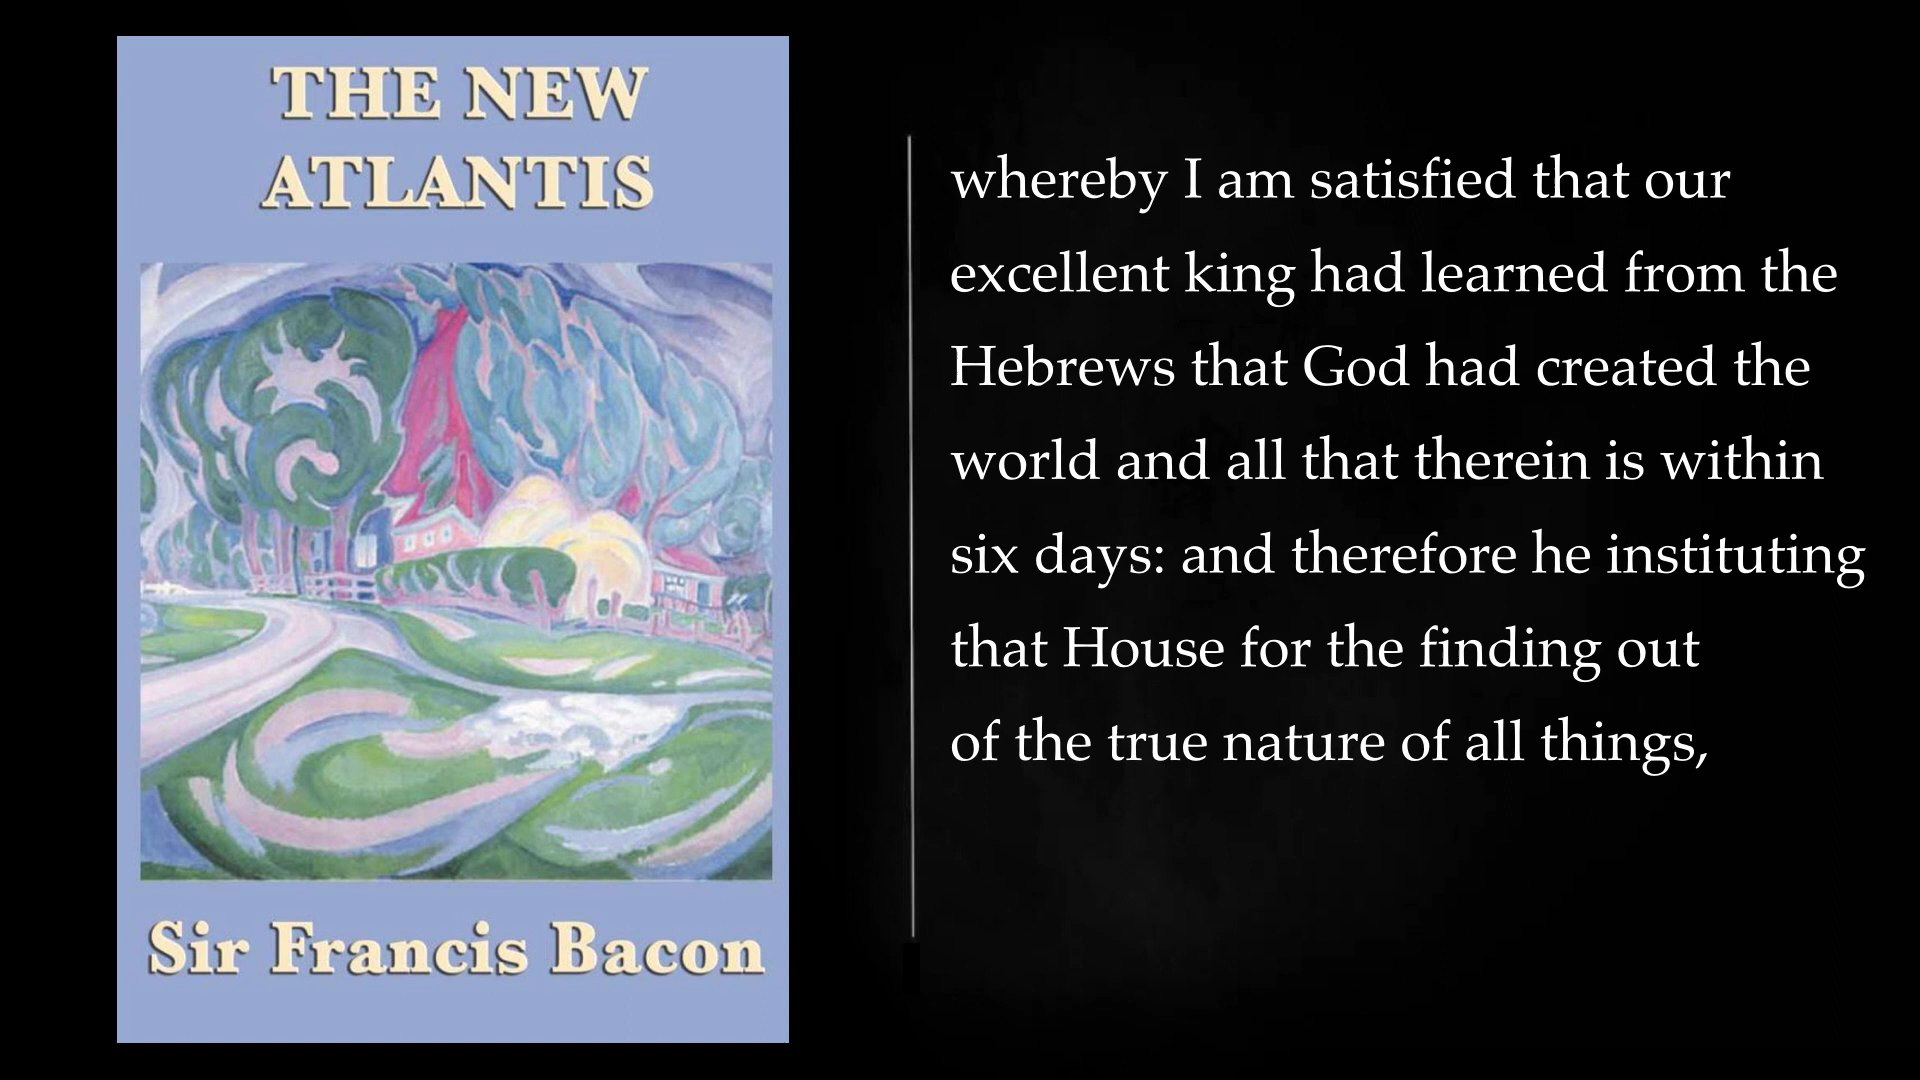 THE NEW
ATLANTIS
Sir Francis Bacon
whereby I am satisfied that our
excellent king had learned from the
Hebrews that God had created the
world and all that therein is within
six days: and therefore he instituting
that House for the finding out
of the true nature of all things,